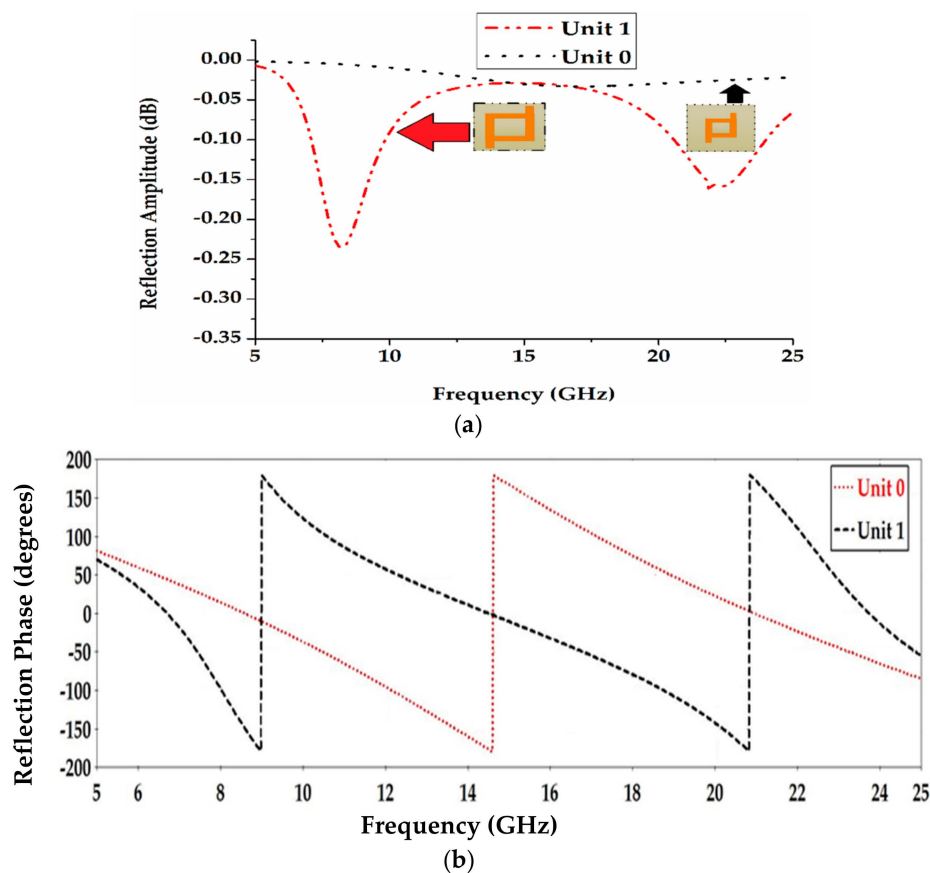 (a)
Unit 1
Unit 0
0.00
-0.05
-0.10
-0.15
-0.20
-0.25
-0.30
-0.35
Reflection Amplitude (dB)
5 10 15 20 25
Frequency (GHz)
(a)
200
150
100
50
0
-50
-100
-150
-200
Reflection Phase (degrees)
Unit 0
Unit 1
5 6 8 10 12 14 16 18 20 22 24 25
Frequency (GHz)
(b)